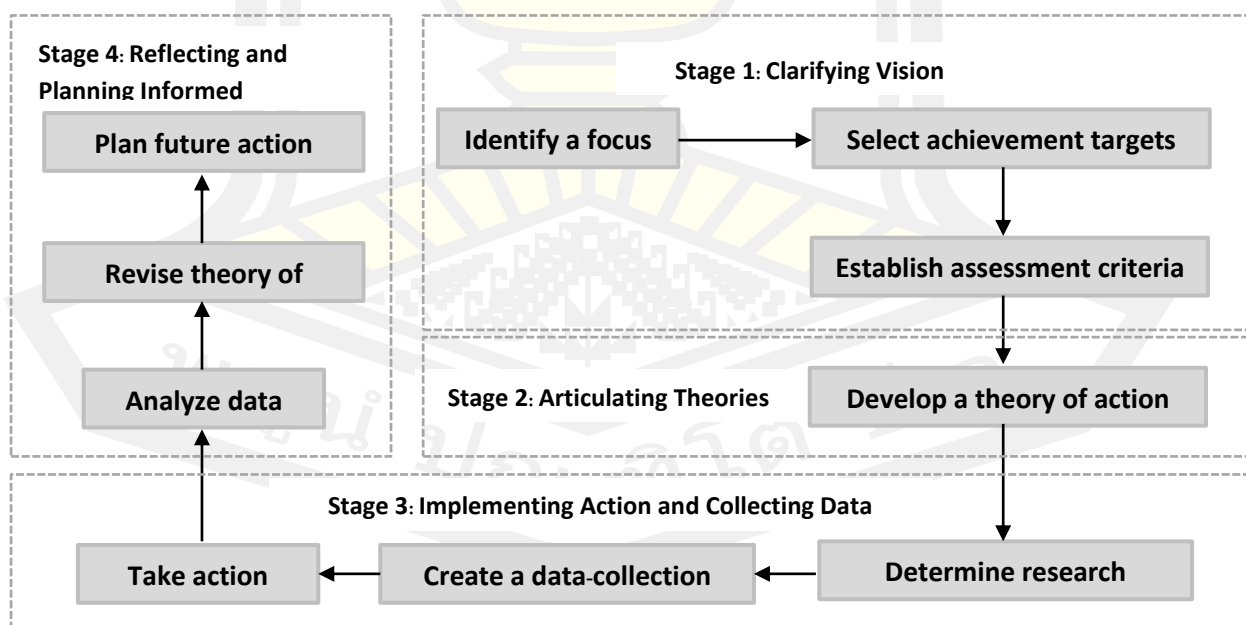 Stage 1: Clarifying Vision
Identify a focus
Select achievement targets
Establish assessment criteria
Stage 2: Articulating Theories
Develop a theory of action
Stage 3: Implementing Action and Collecting Data
Determine research
Create a data-collection
Take action
Stage 4: Reflecting and
Planning Informed
Analyze data
Revise theory of
Plan future action